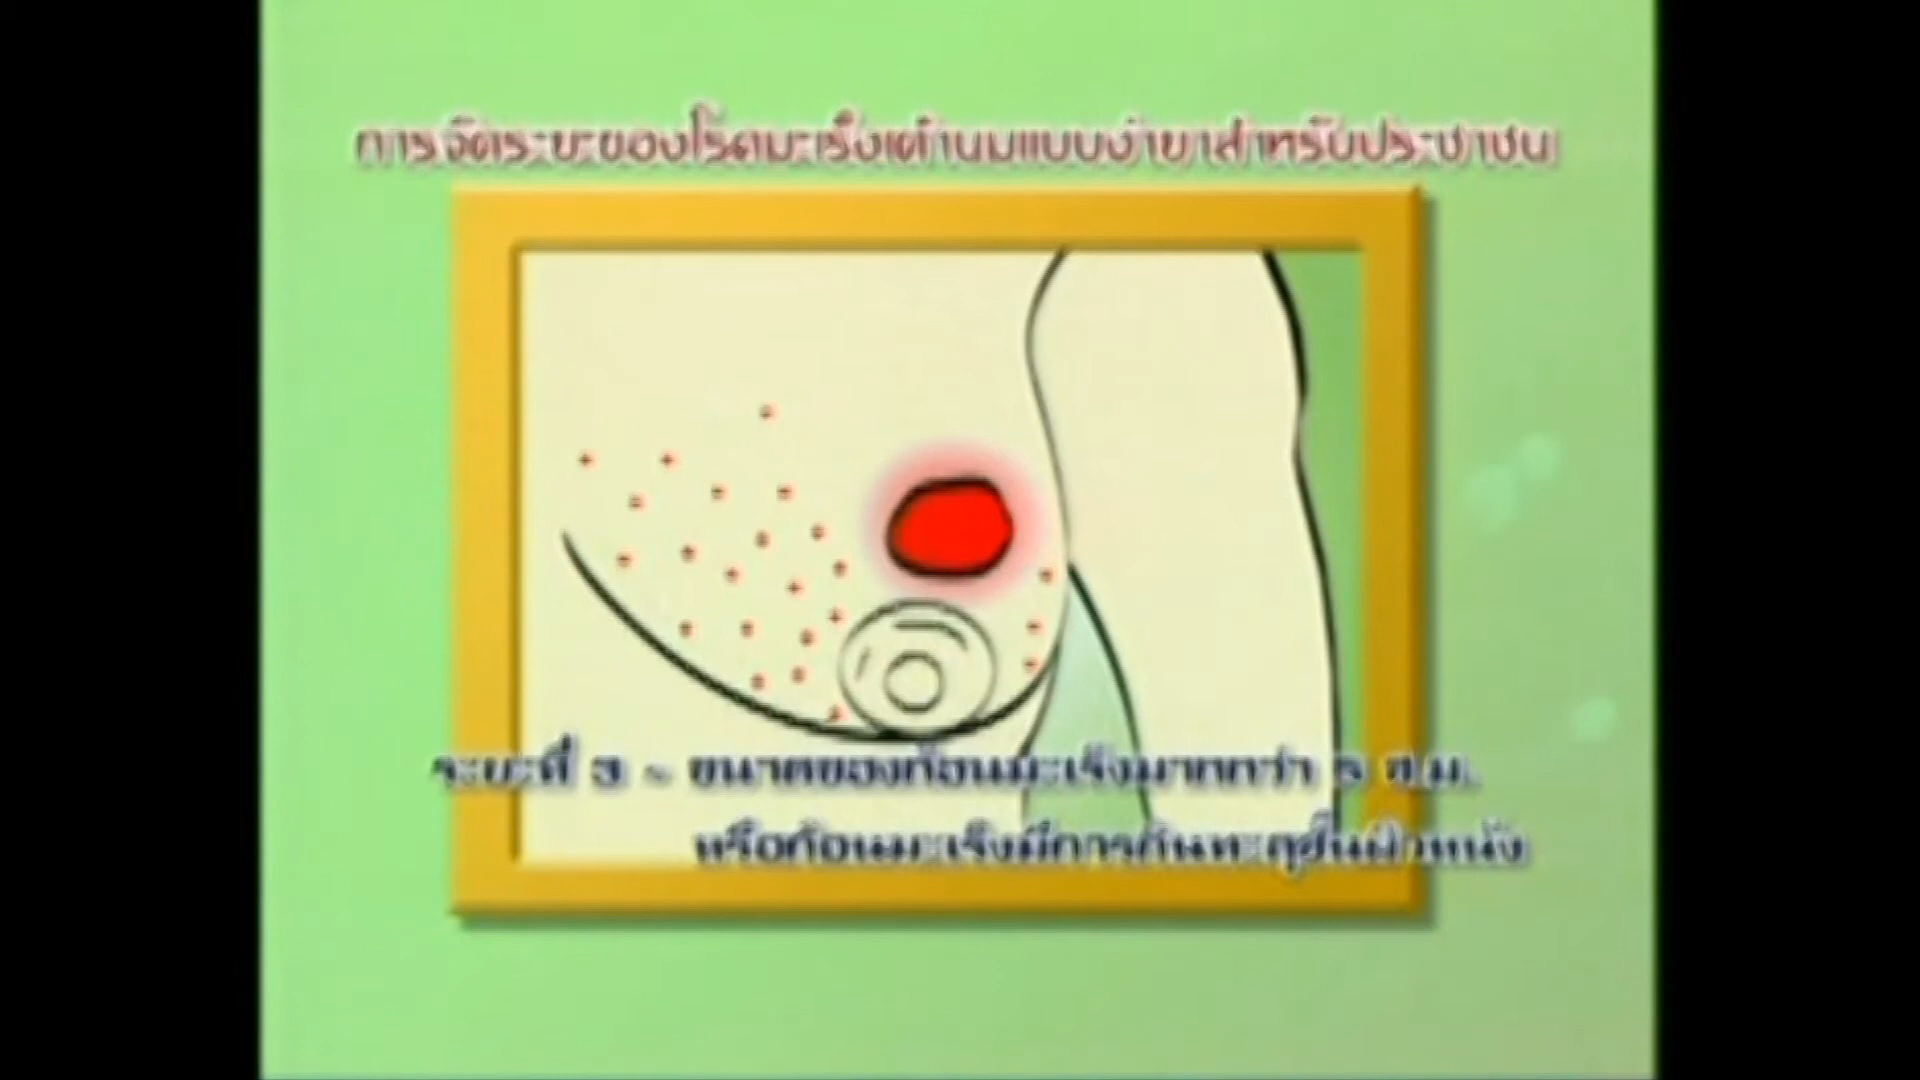 การจัดระยะของโรคมะเร็งเต้านมแบบง่ายๆสำหรับประชาชน
ระยะที่ 3 - ขนาดของก้อนมะเร็งมากกว่า 5 ซ.ม.
หรือก้อนมะเร็งมีการกินทะลุขึ้นผิวหนัง